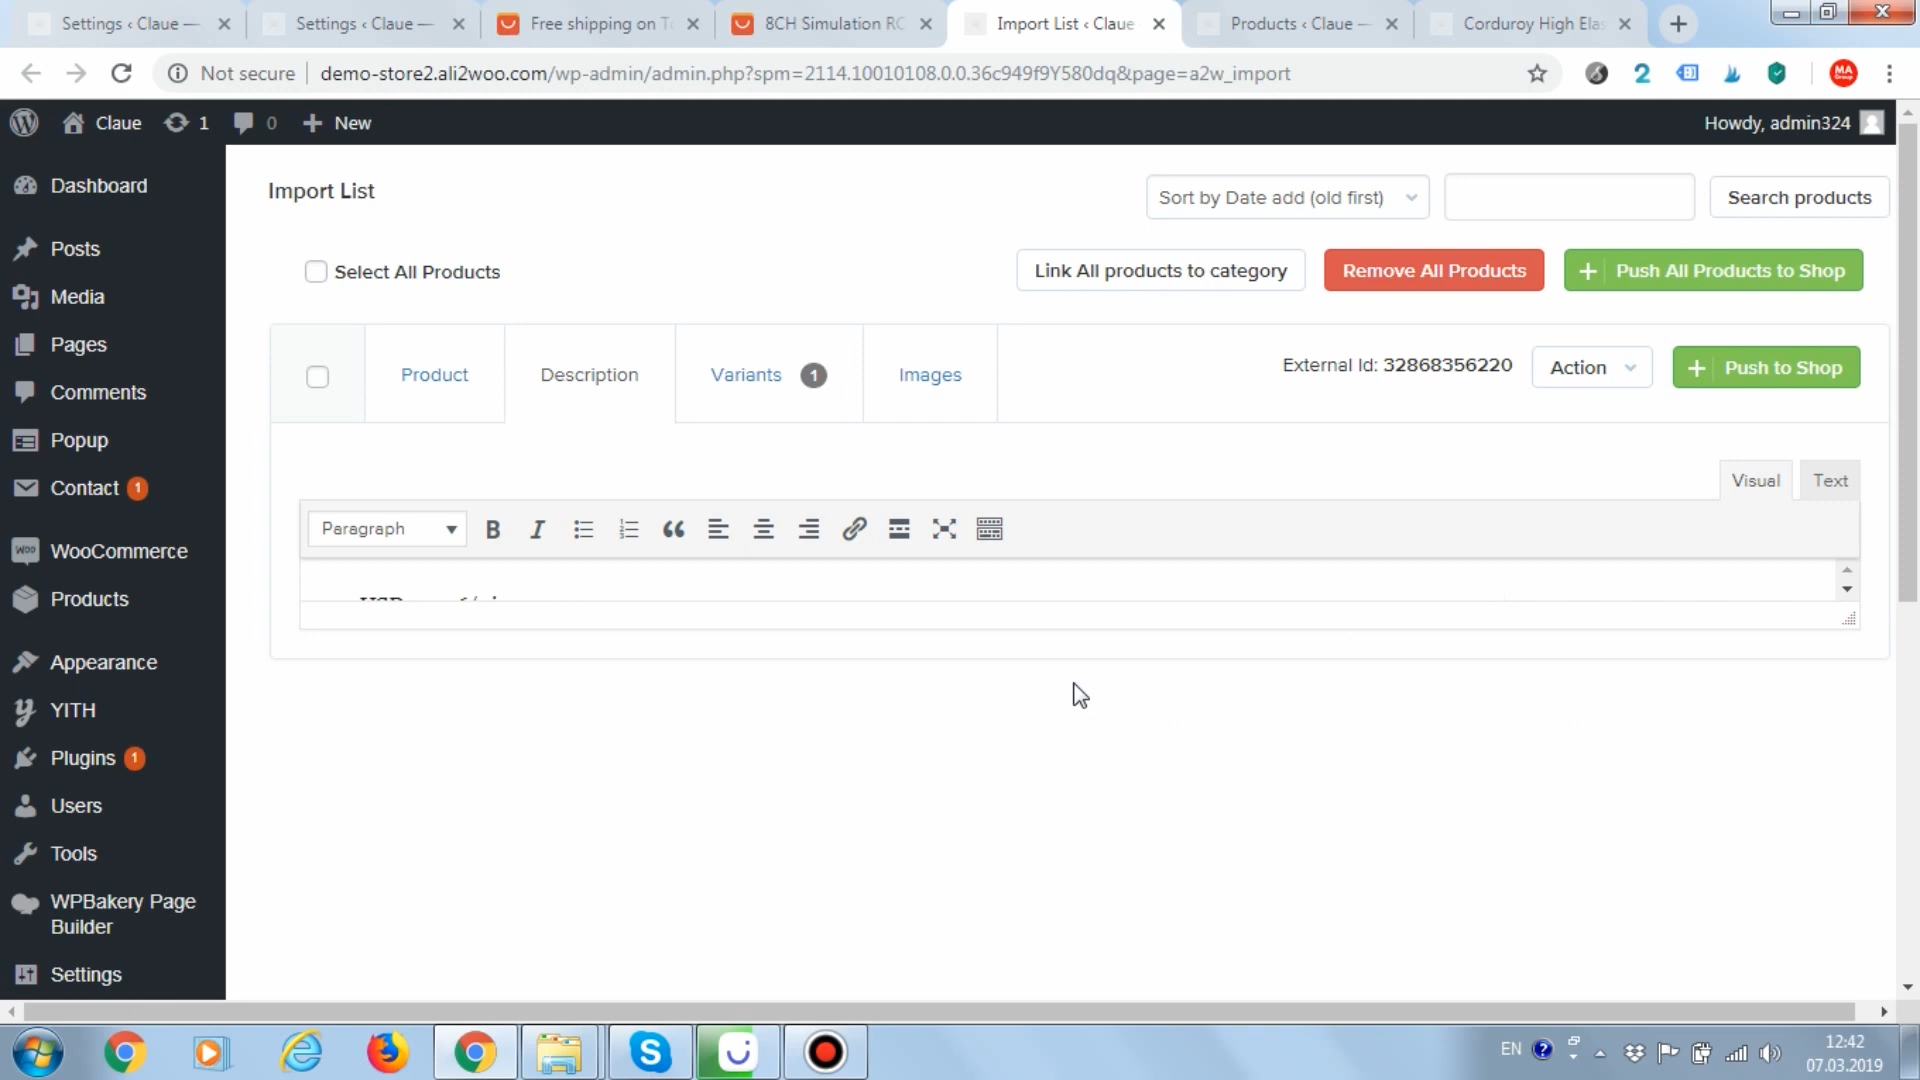 Settings ‹ Claue —
Settings ‹ Claue —
Free shipping on T
8CH Simulation RC
Import List ‹ Claue
Products ‹ Claue —
Corduroy High Elas
Not secure
demo-store2.ali2woo.com/wp-admin/admin.php?spm=2114.10010108.0.0.36c949f9Y580dq&page=a2w_import
2
MA
Group
Claue
1
0
New
Howdy, admin324
Dashboard
Posts
Media
Pages
Comments
Popup
Contact 1
WooCommerce
Products
Appearance
YITH
Plugins 1
Users
Tools
WPBakery Page
Builder
Settings
Import List
Sort by Date add (old first)
Search products
Select All Products
Link All products to category
Remove All Products
+ Push All Products to Shop
Product
Description
Variants 1
Images
External Id: 32868356220
Action
+ Push to Shop
Visual
Text
Paragraph
B
I
EN
12:42
07.03.2019